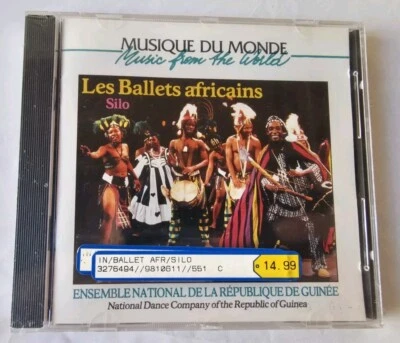 MUSIQUE DU MONDE
Music from the World
Les Ballets africains
Silo
IN/BALLET AFR/SILO
3276494//9810611//551 C
14.99
ENSEMBLE NATIONAL DE LA RÉPUBLIQUE DE GUINÉE
National Dance Company of the Republic of Guinea